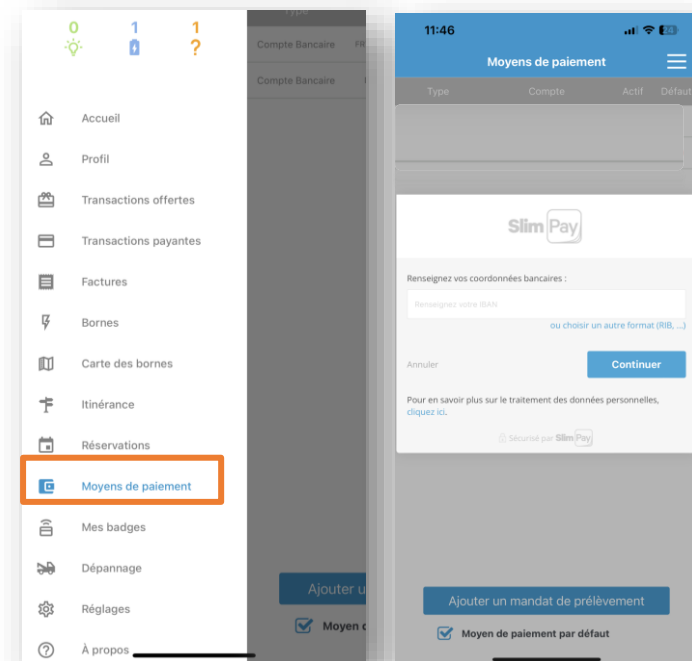 0 1 1
?
Type
Compte Bancaire FR
Compte Bancaire
Accueil
Profil
Transactions offertes
Transactions payantes
Factures
Bornes
Carte des bornes
Itinérance
Réservations
Moyens de paiement
Mes badges
Dépannage
Réglages
À propos
Ajouter u
Moyen d
11:46
24
Moyens de paiement
Type Compte Actif Défaut
Slim Pay
Renseignez vos coordonnées bancaires :
Renseignez votre IBAN
ou choisir un autre format (RIB, ...)
Annuler Continuer
Pour en savoir plus sur le traitement des données personnelles,
cliquez ici.
Sécurisé par Slim Pay
Ajouter un mandat de prélèvement
Moyen de paiement par défaut